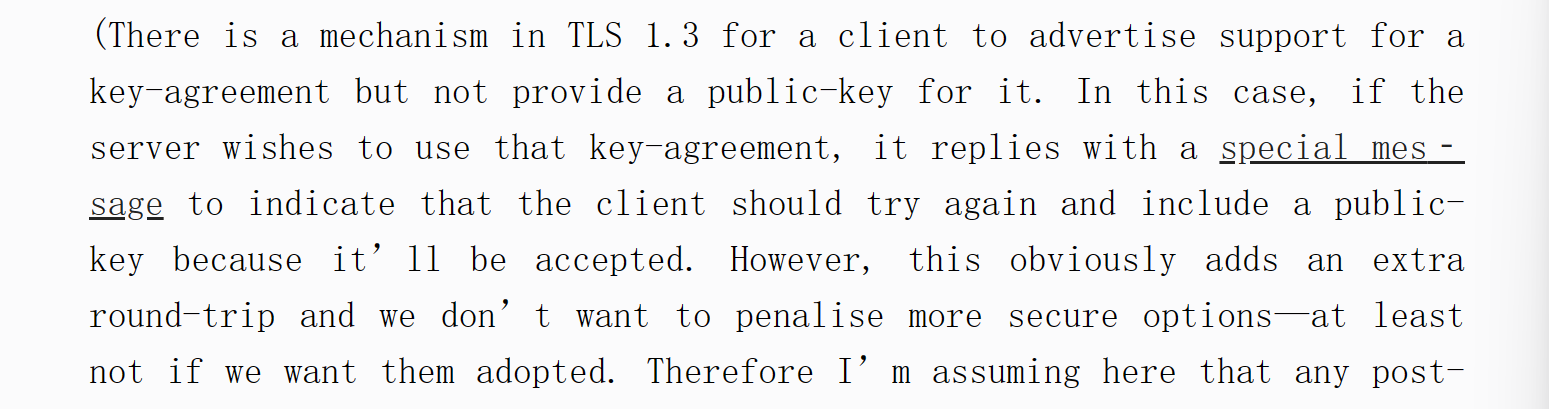 (There is a mechanism in TLS 1.3 for a client to advertise support for a
key-agreement but not provide a public-key for it. In this case, if the
server wishes to use that key-agreement, it replies with a special mes-
sage to indicate that the client should try again and include a public-
key because it’ll be accepted. However, this obviously adds an extra
round-trip and we don’t want to penalise more secure options—at least
not if we want them adopted. Therefore I’m assuming here that any post-